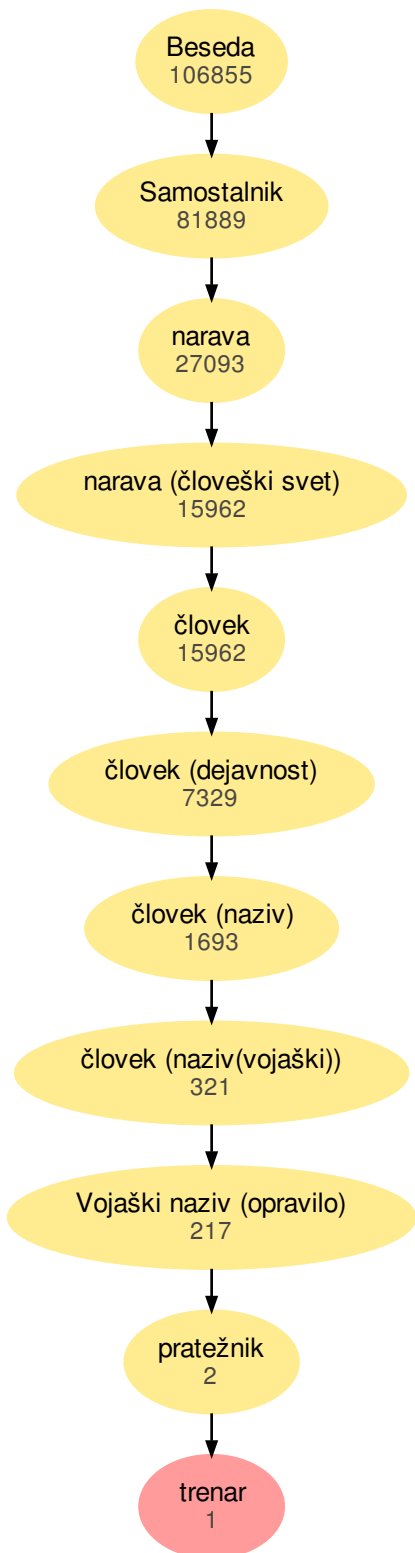 Beseda
106855
Samostalnik
81889
narava
27093
narava (človeški svet)
15962
človek
15962
človek (dejavnost)
7329
človek (naziv)
1693
človek (naziv(vojaški))
321
Vojaški naziv (opravilo)
217
pratežnik
2
trenar
1